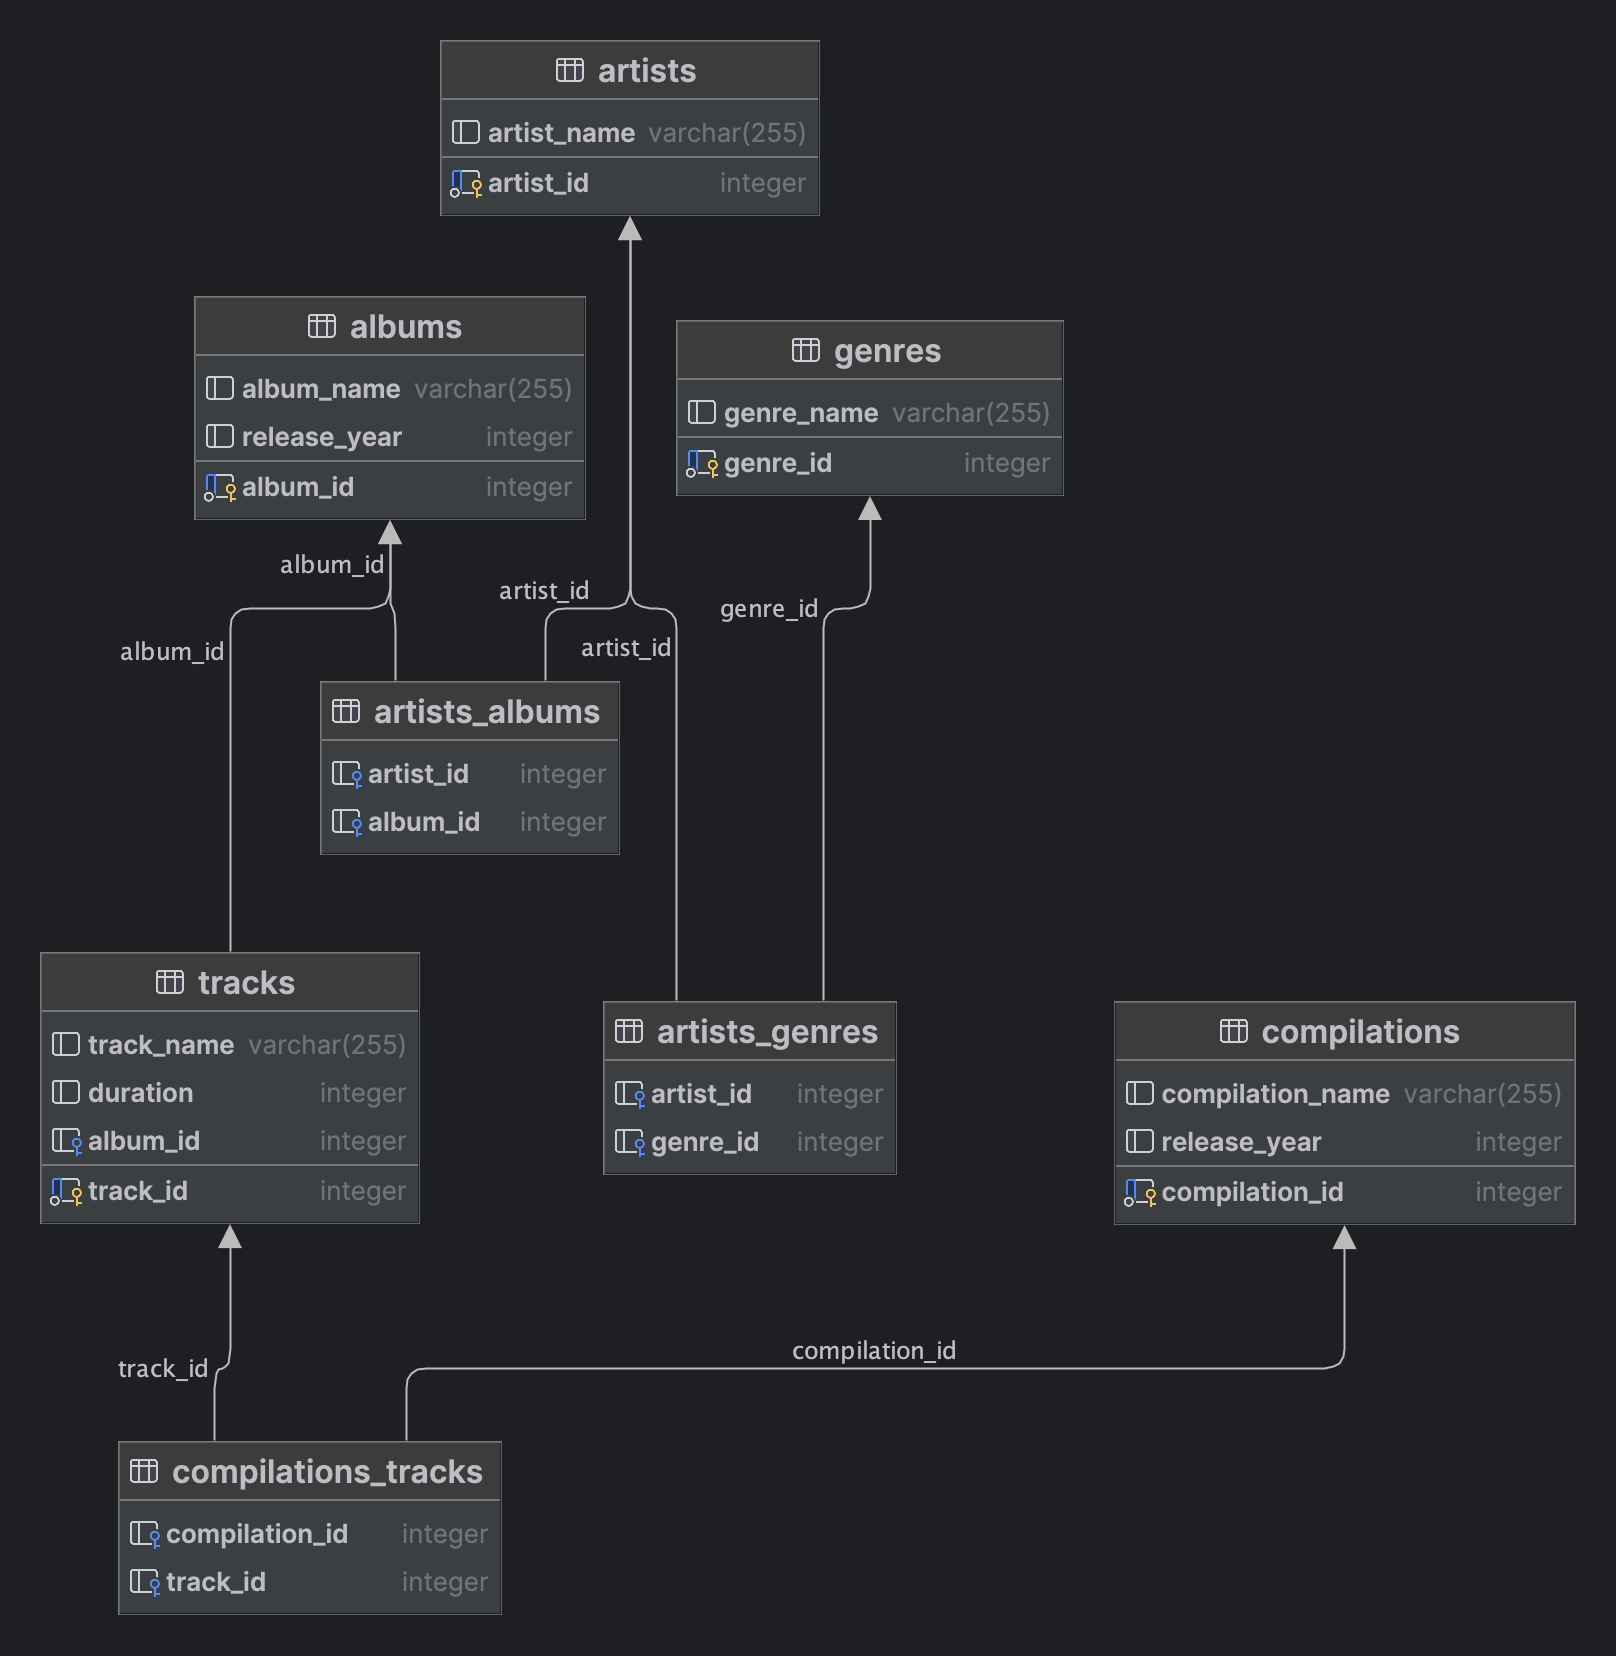 artists
artist_name varchar(255)
artist_id integer
albums
album_name varchar(255)
release_year integer
album_id integer
genres
genre_name varchar(255)
genre_id integer
album_id
artist_id
genre_id
album_id
artist_id
artists_albums
artist_id integer
album_id integer
tracks
track_name varchar(255)
duration integer
album_id integer
track_id integer
artists_genres
artist_id integer
genre_id integer
compilations
compilation_name varchar(255)
release_year integer
compilation_id integer
track_id
compilation_id
compilations_tracks
compilation_id integer
track_id integer